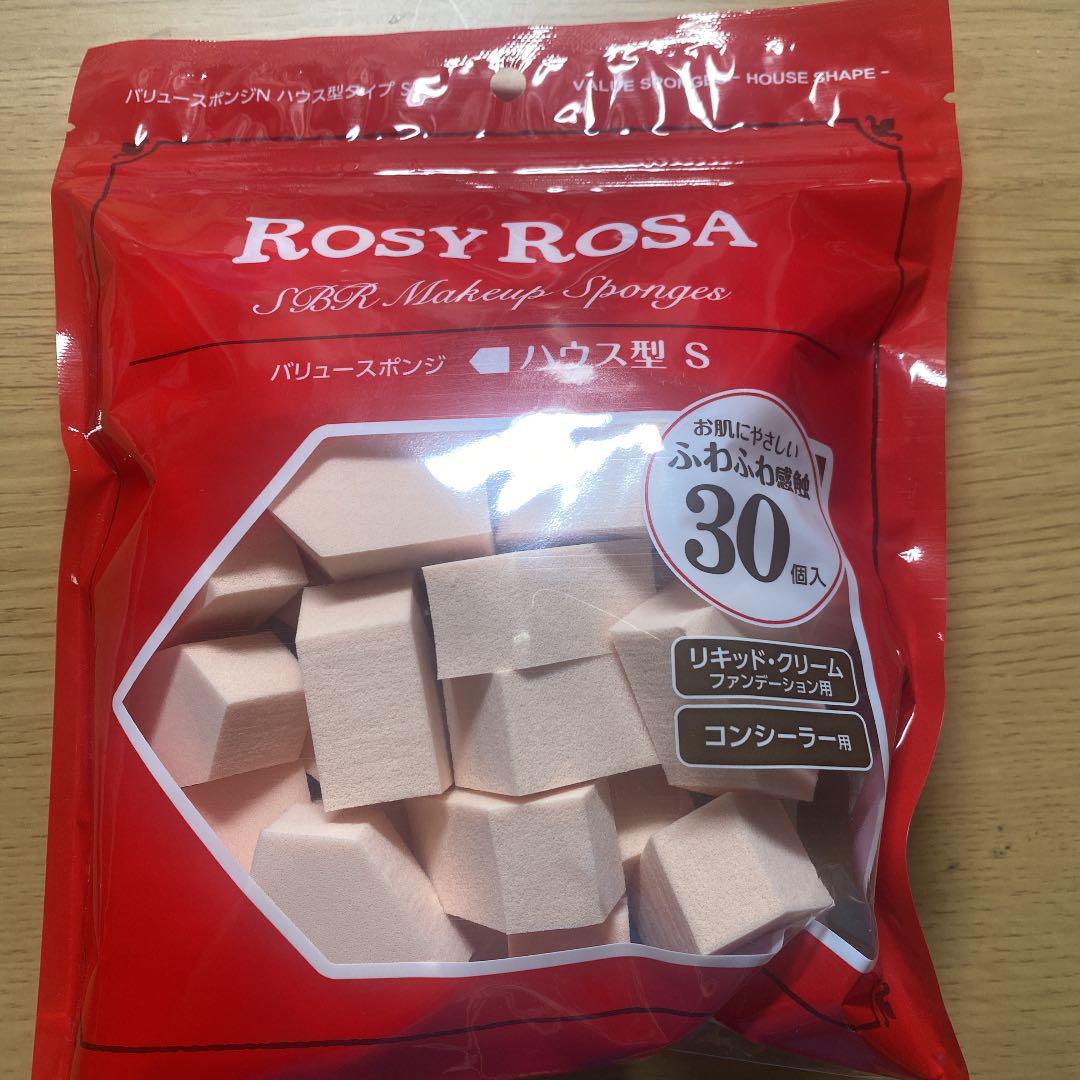 バリュースポンジN ハウス型タイプ S
VALUE SPONGES - HOUSE SHAPE -
ROSY ROSA
SBR Makeup Sponges
バリュースポンジ ハウス型 S
お肌にやさしい
ふわふわ感触
30個入
リキッド・クリーム
ファンデーション用
コンシーラー用